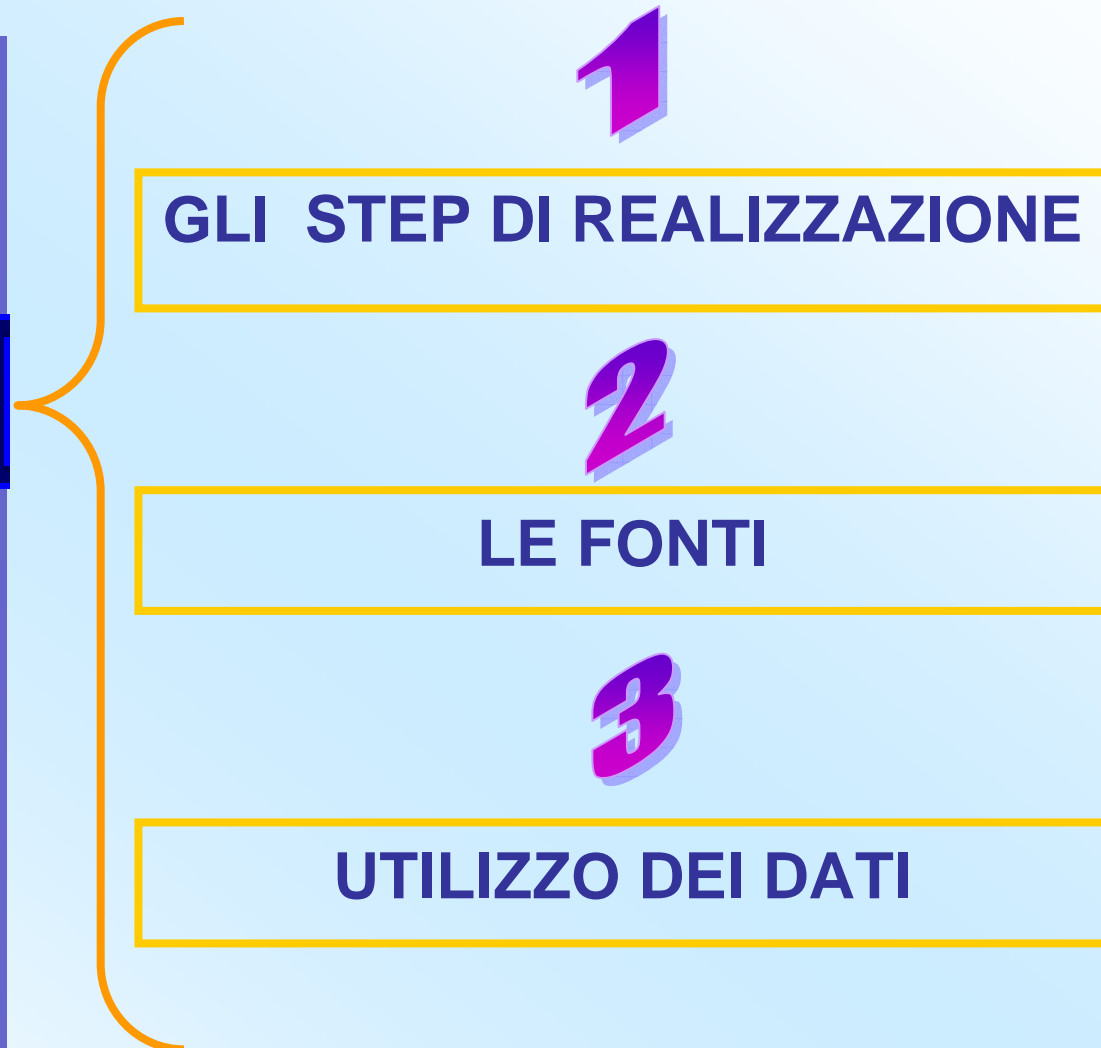 1
GLI  STEP DI REALIZZAZIONE
2
LE FONTI
3
UTILIZZO DEI DATI